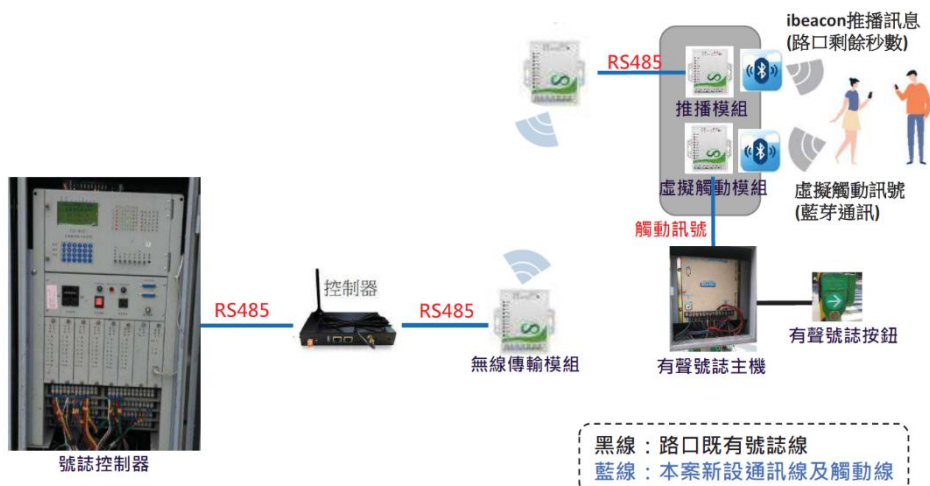 ibeacon推播訊息
(路口剩餘秒數)
RS485
推播模組
虛擬觸動模組
虛擬觸動訊號
(藍芽通訊)
觸動訊號
控制器
RS485
RS485
無線傳輸模組
有聲號誌主機
有聲號誌按鈕
號誌控制器
黑線：路口既有號誌線
藍線：本案新設通訊線及觸動線